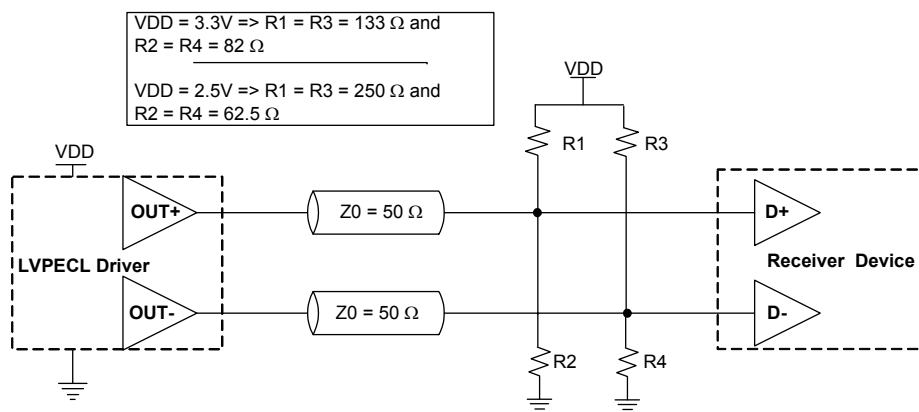 VDD = 3.3V => R1 = R3 = 133 Ω and
R2 = R4 = 82 Ω
VDD = 2.5V => R1 = R3 = 250 Ω and
R2 = R4 = 62.5 Ω
VDD
VDD
R1
R3
OUT+
Z0 = 50 Ω
D+
LVPECL Driver
Receiver Device
OUT-
Z0 = 50 Ω
D-
R2
R4